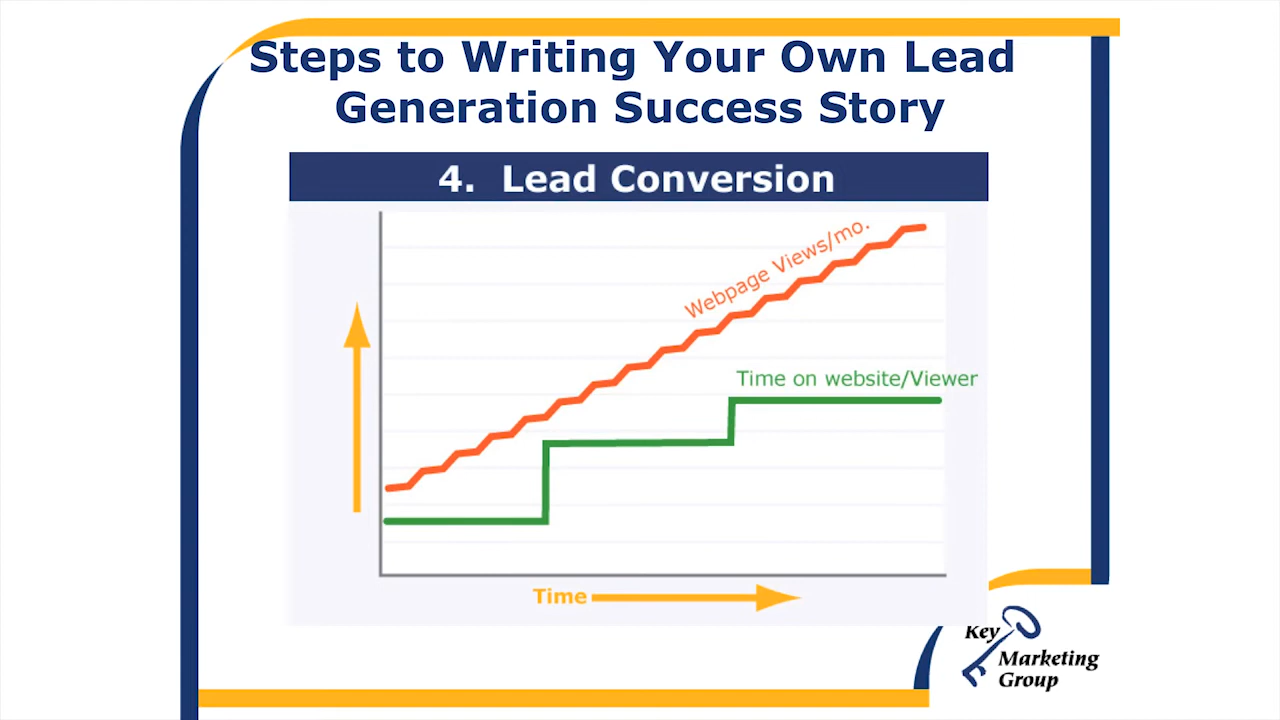 Steps to Writing Your Own Lead
Generation Success Story
4. Lead Conversion
Webpage Views/mo.
Time on website/Viewer
Time
Key
Marketing
Group